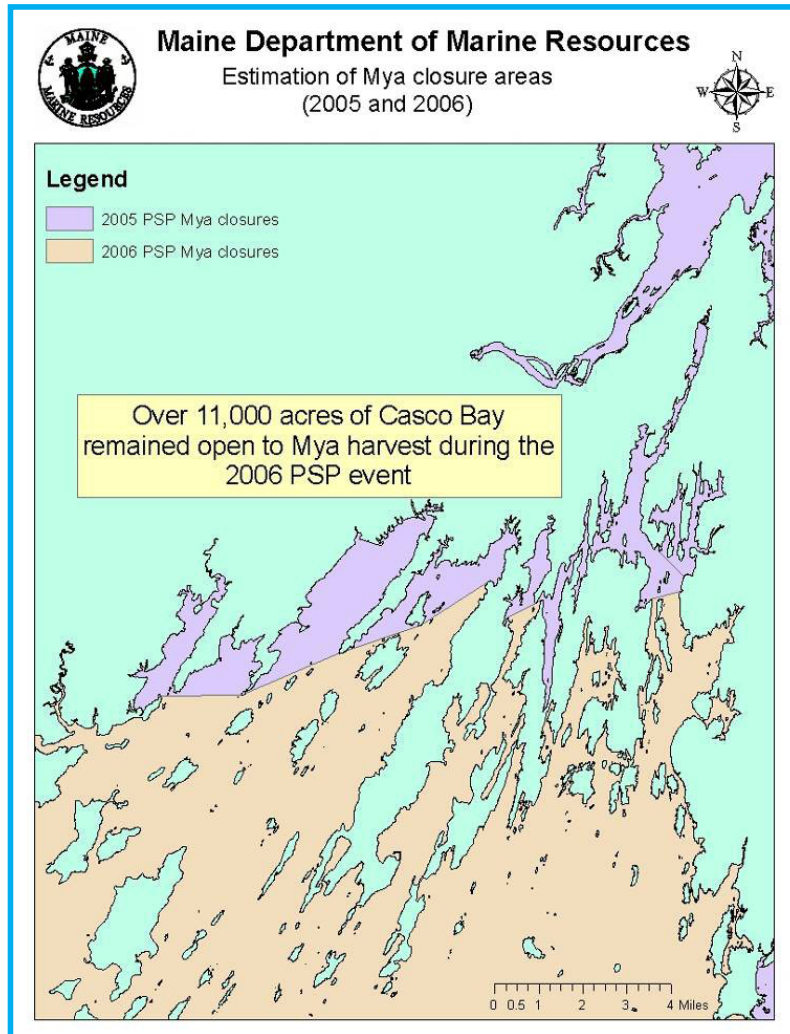 MAINE
MARINE RESOURCES
Maine Department of Marine Resources
Estimation of Mya closure areas
(2005 and 2006)
N
W E
S
Legend
2005 PSP Mya closures
2006 PSP Mya closures
Over 11,000 acres of Casco Bay
remained open to Mya harvest during the
2006 PSP event
0 0.5 1 2 3 4 Miles